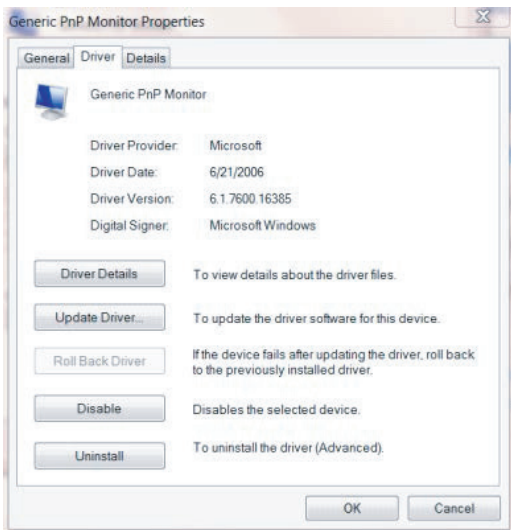 Generic PnP Monitor Properties
General Driver Details
Generic PnP Monitor
Driver Provider: Microsoft
Driver Date: 6/21/2006
Driver Version: 6.1.7600.16385
Digital Signer: Microsoft Windows
Driver Details To view details about the driver files.
Update Driver... To update the driver software for this device.
Roll Back Driver If the device fails after updating the driver, roll back
to the previously installed driver.
Disable Disables the selected device.
Uninstall To uninstall the driver (Advanced).
OK Cancel